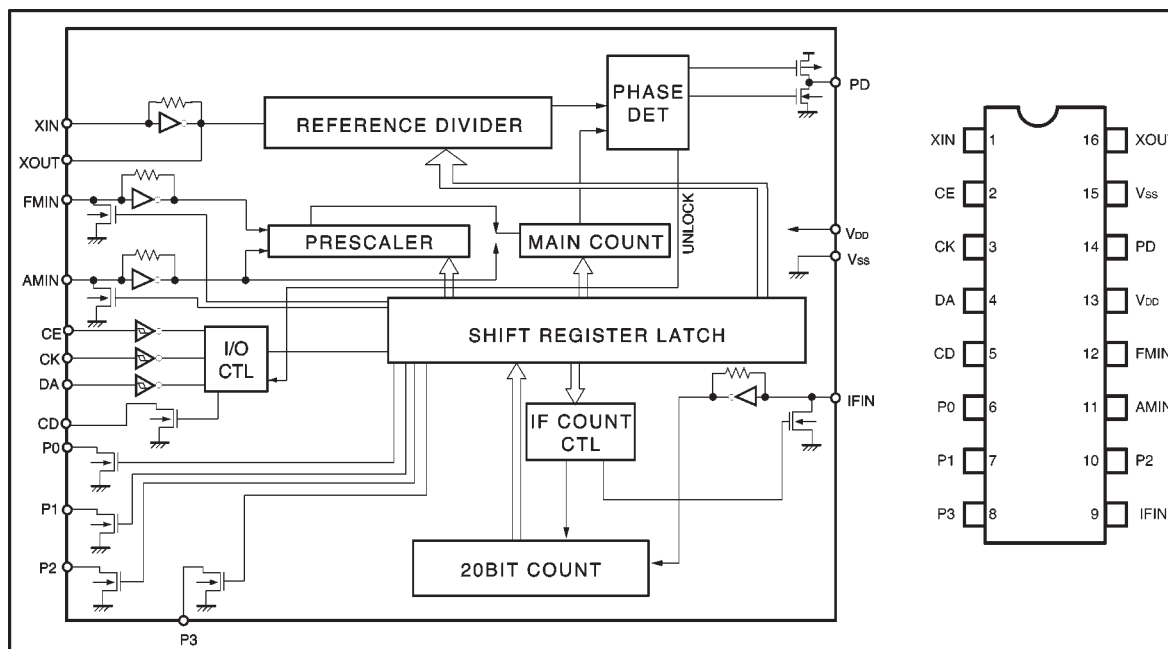 XIN
XOUT
FMIN
AMIN
CE
CK
DA
CD
P0
P1
P2
P3
REFERENCE DIVIDER
PHASE
DET
PD
PRESCALER
MAIN COUNT
UNLOCK
VDD
VSS
SHIFT REGISTER LATCH
I/O
CTL
IF COUNT
CTL
IFIN
20BIT COUNT
XIN 1 16 XOUT
CE 2 15 VSS
CK 3 14 PD
DA 4 13 VDD
CD 5 12 FMIN
P0 6 11 AMIN
P1 7 10 P2
P3 8 9 IFIN